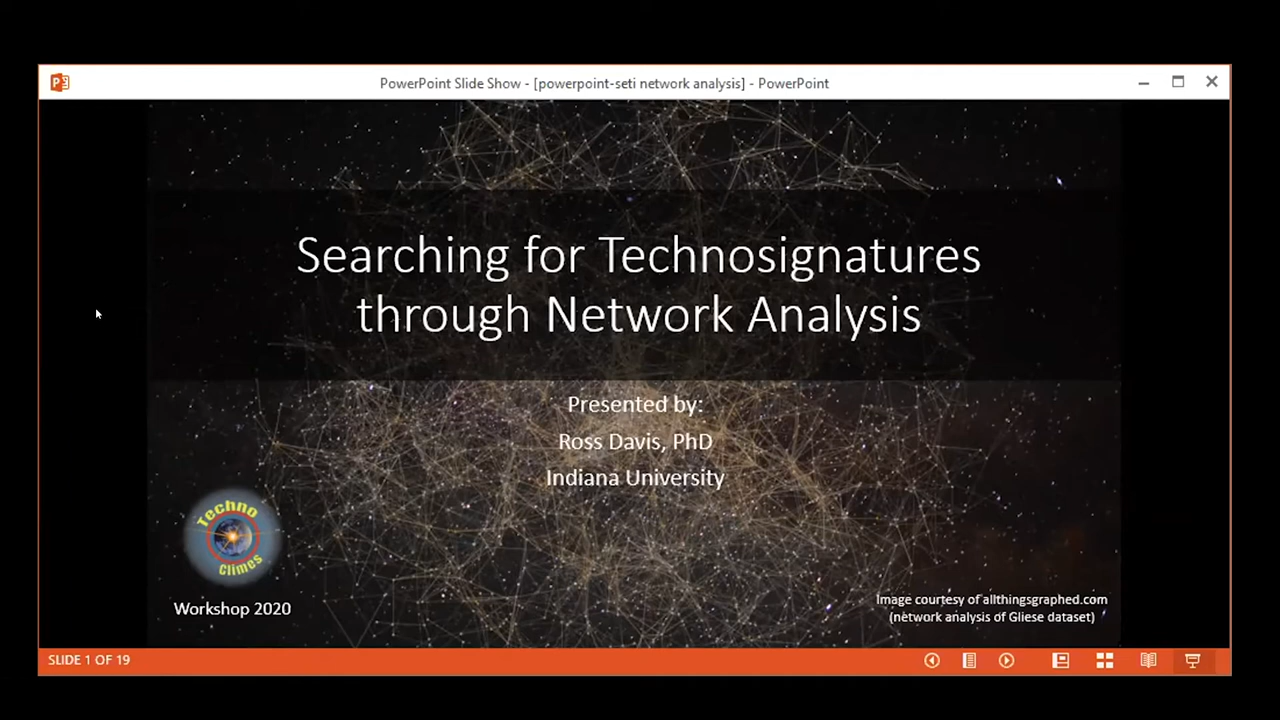 PowerPoint Slide Show - [powerpoint-seti network analysis] - PowerPoint
Searching for Technosignatures
through Network Analysis
Presented by:
Ross Davis, PhD
Indiana University
Techno
Climes
Workshop 2020
Image courtesy of allthingsgraphed.com
(network analysis of Gliese dataset)
SLIDE 1 OF 19